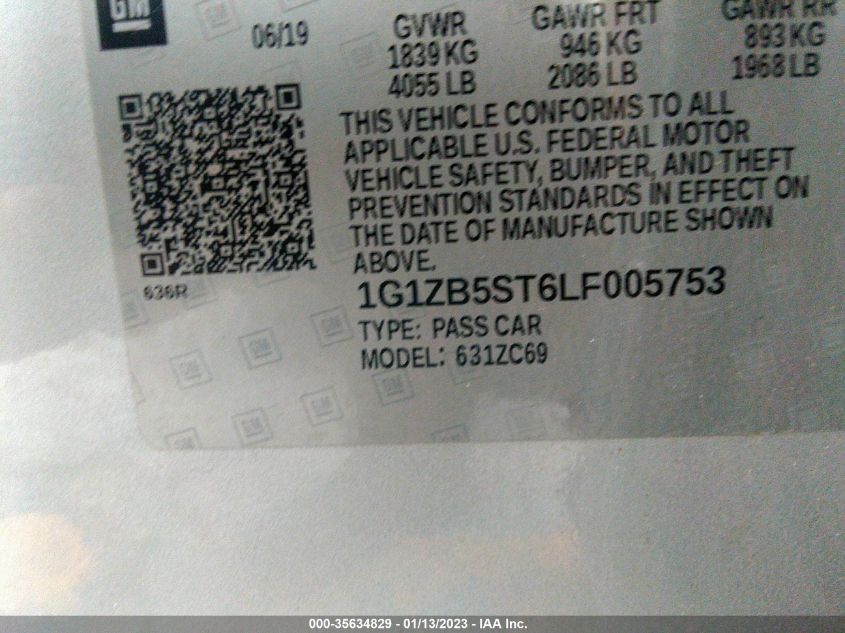 GM
06/19
GVWR
1839 KG
4055 LB
GAWR FRT
946 KG
2086 LB
GAWR RR
893 KG
1968 LB
THIS VEHICLE CONFORMS TO ALL
APPLICABLE U.S. FEDERAL MOTOR
VEHICLE SAFETY, BUMPER, AND THEFT
PREVENTION STANDARDS IN EFFECT ON
THE DATE OF MANUFACTURE SHOWN
ABOVE.
636R
1G1ZB5ST6LF005753
TYPE: PASS CAR
MODEL: 631ZC69
000-35634829 - 01/13/2023 - IAA Inc.